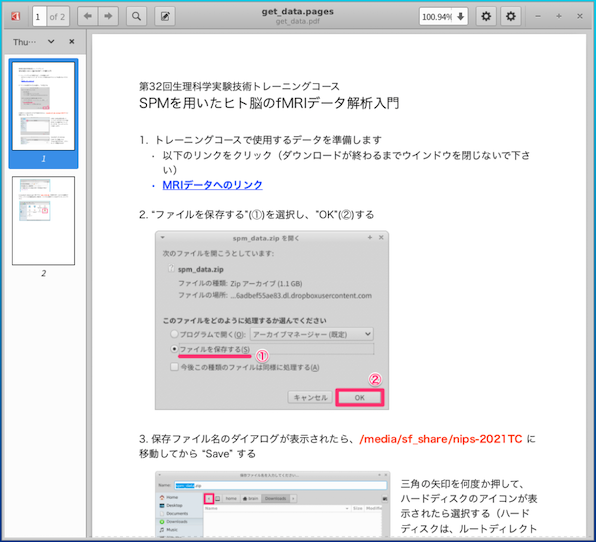 get_data.pages
get_data.pdf
1 of 2
100.94%
Thu…
1
2
第32回生理科学実験技術トレーニングコース
SPMを用いたヒト脳のfMRIデータ解析入門
1. トレーニングコースで使用するデータを準備します
・ 以下のリンクをクリック（ダウンロードが終わるまでウインドウを閉じないで下さ
い）
・ MRIデータへのリンク
2. “ファイルを保存する”(①)を選択し、"OK"(②)する
spm_data.zip を開く
次のファイルを開こうとしています:
spm_data.zip
ファイルの種類: Zip アーカイブ (1.1 GB)
ファイルの場所: ...6adbef55ae83.dl.dropboxusercontent.com
このファイルをどのように処理するか選んでください
プログラムで開く(O): アーカイブマネージャー (既定)
ファイルを保存する(S) ①
今後この種類のファイルは同様に処理する(A)
②
キャンセル OK
3. 保存ファイル名のダイアログが表示されたら、/media/sf_share/nips-2021TC に
移動してから “Save” する
Name: spm_data.zip
Home
Desktop
Documents
Downloads
Music
home train Downloads
Name Size Modified
三角の矢印を何度か押して、
ハードディスクのアイコンが表
示されたら選択する（ハード
ディスクは、ルートディレクト